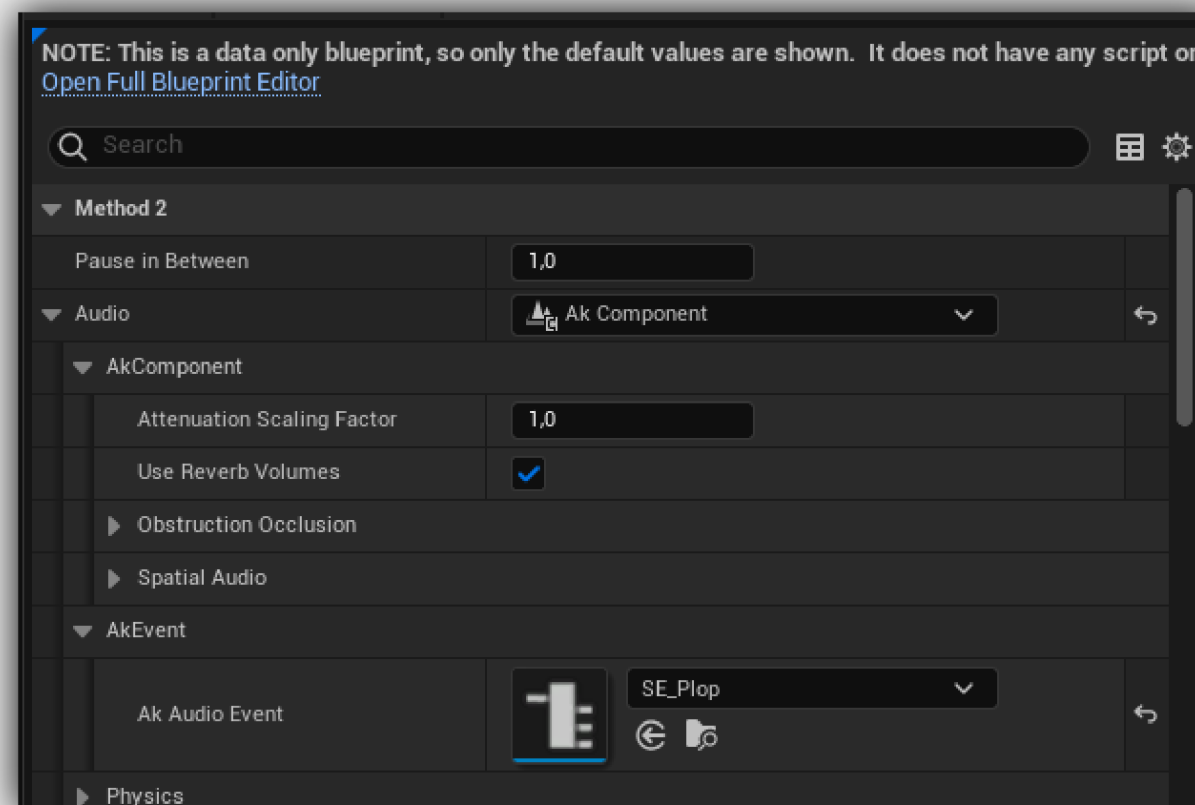 NOTE: This is a data only blueprint, so only the default values are shown.  It does not have any script or
Open Full Blueprint Editor
Search
Method 2
Pause in Between
1,0
Audio
Ak Component
AkComponent
Attenuation Scaling Factor
1,0
Use Reverb Volumes
Obstruction Occlusion
Spatial Audio
AkEvent
Ak Audio Event
SE_Plop
Physics